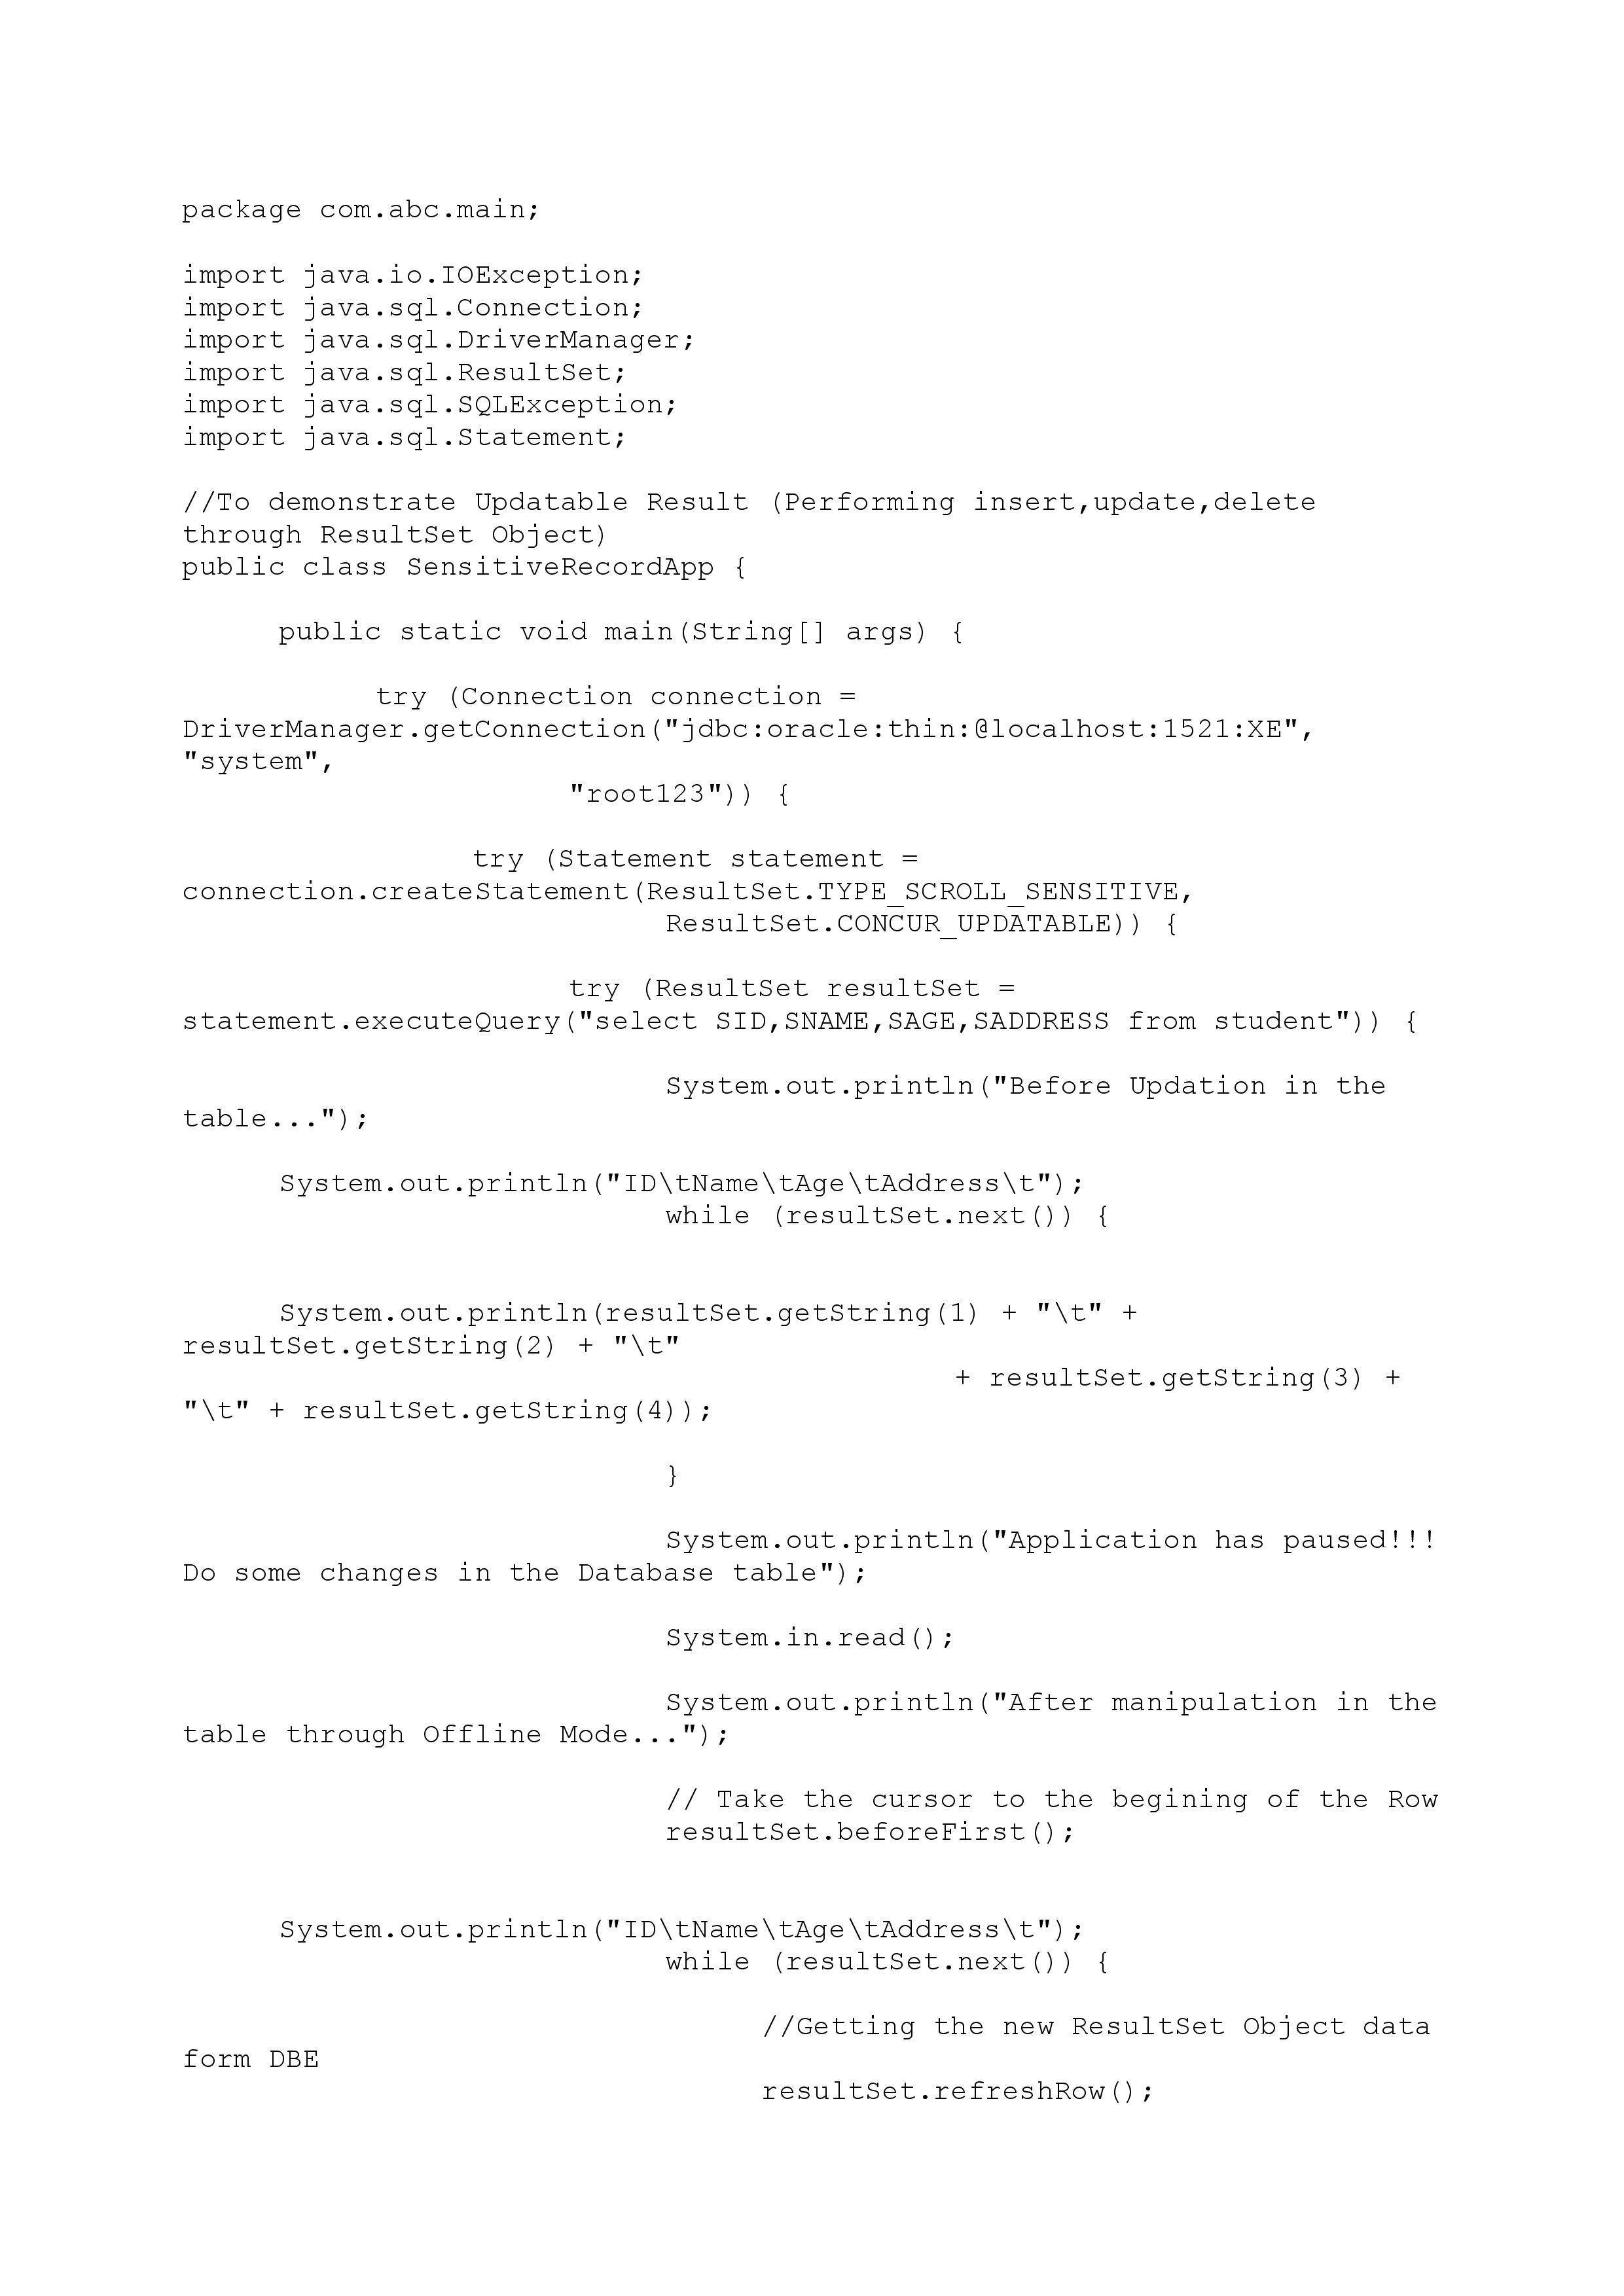 package com.abc.main;
import java.io.IOException;
import java.sql.Connection;
import java.sql.DriverManager;
import java.sql.ResultSet;
import java.sql.SQLException;
import java.sql.Statement;
//To demonstrate Updatable Result (Performing insert,update,delete
through ResultSet Object)
public class SensitiveRecordApp {
public static void main(String[] args) {
try (Connection connection =
DriverManager.getConnection("jdbc:oracle:thin:@localhost:1521:XE",
"system",
"root123")) {
try (Statement statement =
connection.createStatement(ResultSet.TYPE_SCROLL_SENSITIVE,
ResultSet.CONCUR_UPDATABLE)) {
try (ResultSet resultSet =
statement.executeQuery("select SID,SNAME,SAGE,SADDRESS from student")) {
System.out.println("Before Updation in the
table...");
System.out.println("ID\tName\tAge\tAddress\t");
while (resultSet.next()) {
System.out.println(resultSet.getString(1) + "\t" +
resultSet.getString(2) + "\t"
+ resultSet.getString(3) +
"\t" + resultSet.getString(4));
}
System.out.println("Application has paused!!!
Do some changes in the Database table");
System.in.read();
System.out.println("After manipulation in the
table through Offline Mode...");
// Take the cursor to the begining of the Row
resultSet.beforeFirst();
System.out.println("ID\tName\tAge\tAddress\t");
while (resultSet.next()) {
//Getting the new ResultSet Object data
form DBE
resultSet.refreshRow();